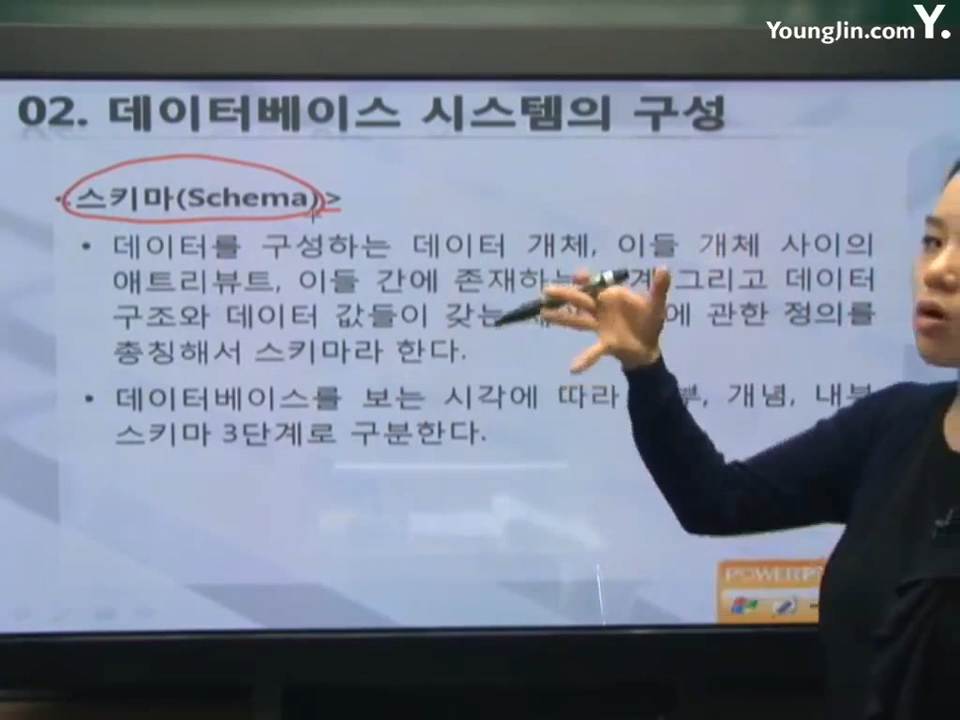 YoungJin.com Y.
02. 데이터베이스 시스템의 구성
스키마(Schema)>
• 데이터를 구성하는 데이터 개체, 이들 개체 사이의
애트리뷰트, 이들 간에 존재하는 그리고 데이터
구조와 데이터 값들이 갖는 관한 정의를
총칭해서 스키마라 한다.
• 데이터베이스를 보는 시각에 따라 개념, 내부
스키마 3단계로 구분한다.